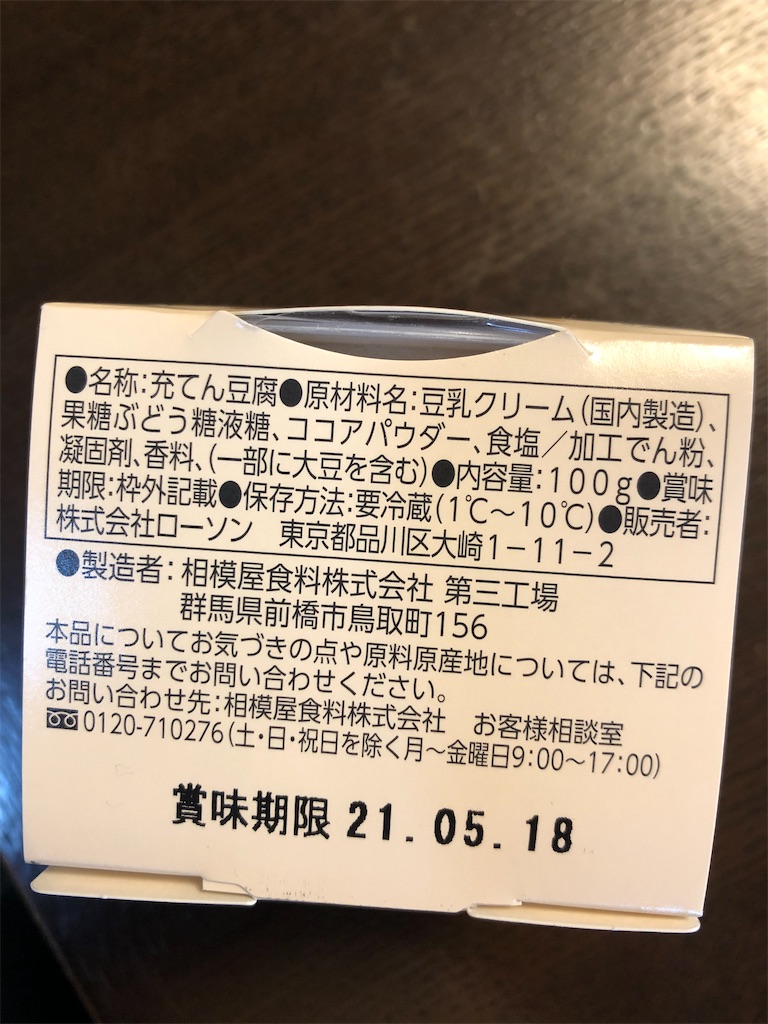 ●名称:充てん豆腐●原材料名:豆乳クリーム(国内製造)、
果糖ぶどう糖液糖、ココアパウダー、食塩/加工でん粉、
凝固剤、香料、(一部に大豆を含む)●内容量:100g●賞味
期限:枠外記載●保存方法:要冷蔵(1℃～10℃)●販売者:
株式会社ローソン 東京都品川区大崎1-11-2
●製造者:相模屋食料株式会社 第三工場
群馬県前橋市鳥取町156
本品についてお気づきの点や原料原産地については、下記の
電話番号までお問い合わせください。
お問い合わせ先:相模屋食料株式会社 お客様相談室
0120-710276(土・日・祝日を除く月～金曜日9:00～17:00)
賞味期限 21.05.18